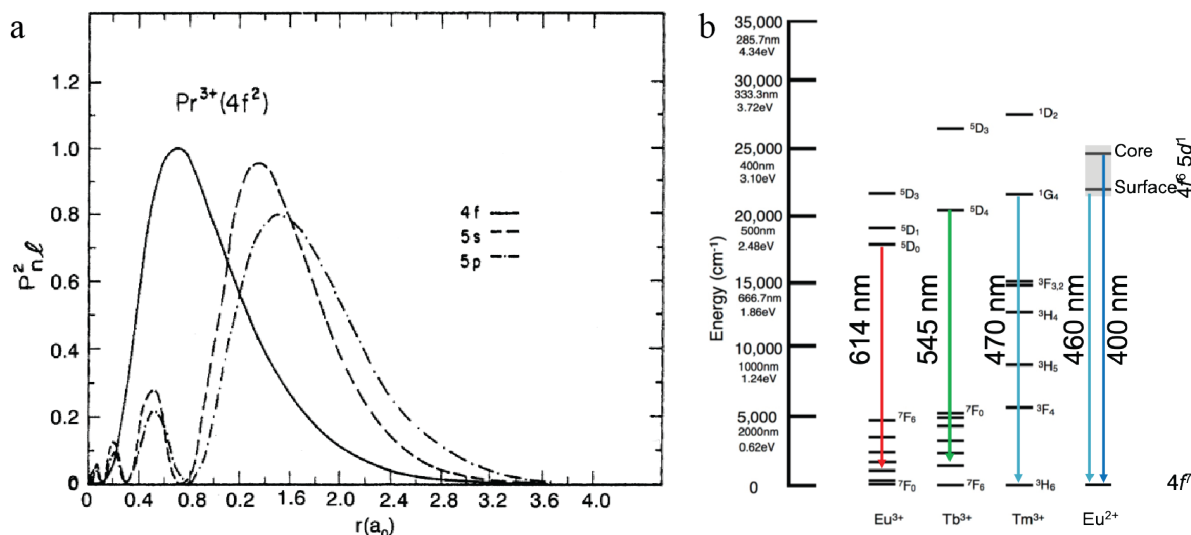 a
Pr³⁺(4f²)
P²n,ℓ
1.2
1.0
0.8
0.6
0.4
0.2
0
4f
5s
5p
0
0.4
0.8
1.2
1.6
2.0
2.4
2.8
3.2
3.6
4.0
r(a₀)
b
Energy (cm⁻¹)
35,000
285.7nm
4.34eV
30,000
333.3nm
3.72eV
25,000
400nm
3.10eV
20,000
500nm
2.48eV
15,000
666.7nm
1.86eV
10,000
1000nm
1.24eV
5,000
2000nm
0.62eV
0
⁵D₃
⁵D₁
⁵D₀
614 nm
⁷F₆
⁷F₀
Eu³⁺
⁵D₃
⁵D₄
545 nm
⁷F₀
⁷F₆
Tb³⁺
¹D₂
¹G₄
470 nm
³F₃,₂
³H₄
³H₅
³F₄
³H₆
Tm³⁺
Core
Surface
4f⁶ 5d¹
460 nm
400 nm
4f⁷
Eu²⁺